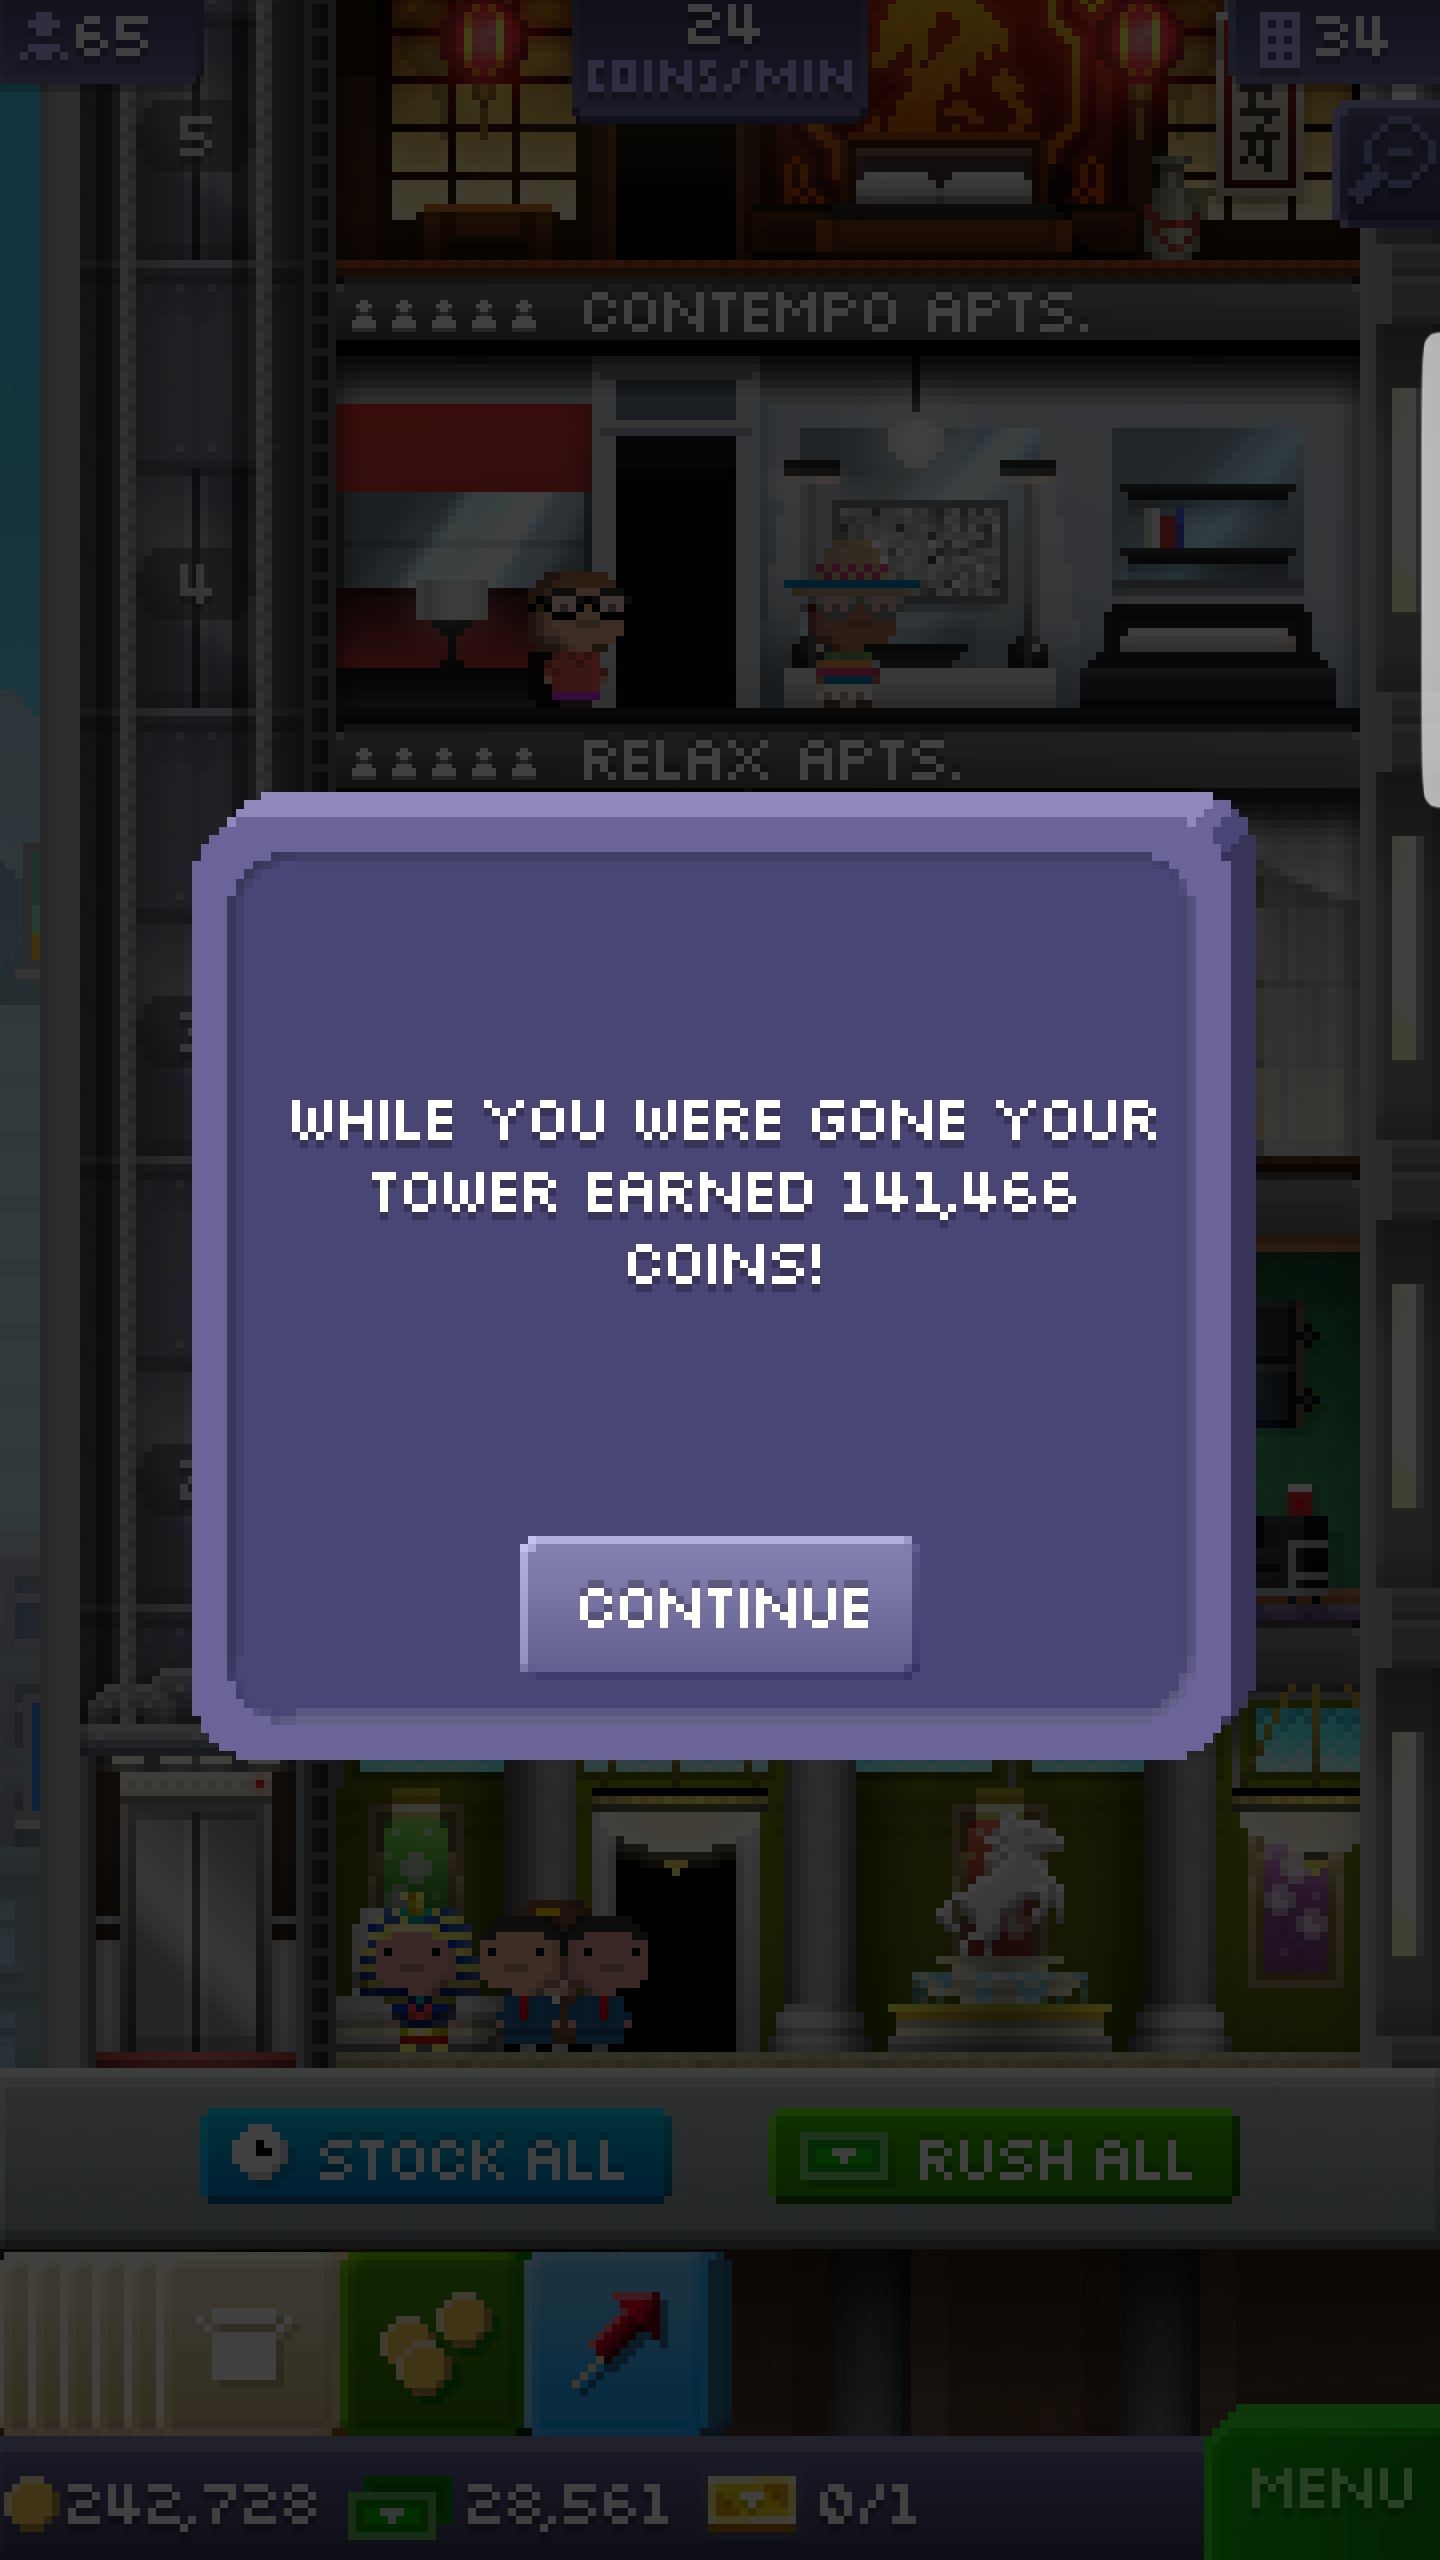 65
24
COINS/MIN
34
5
CONTEMPO APTS.
4
RELAX APTS.
WHILE YOU WERE GONE YOUR
TOWER EARNED 141,466
COINS!
CONTINUE
STOCK ALL
RUSH ALL
242,728
28,561
0/1
MENU